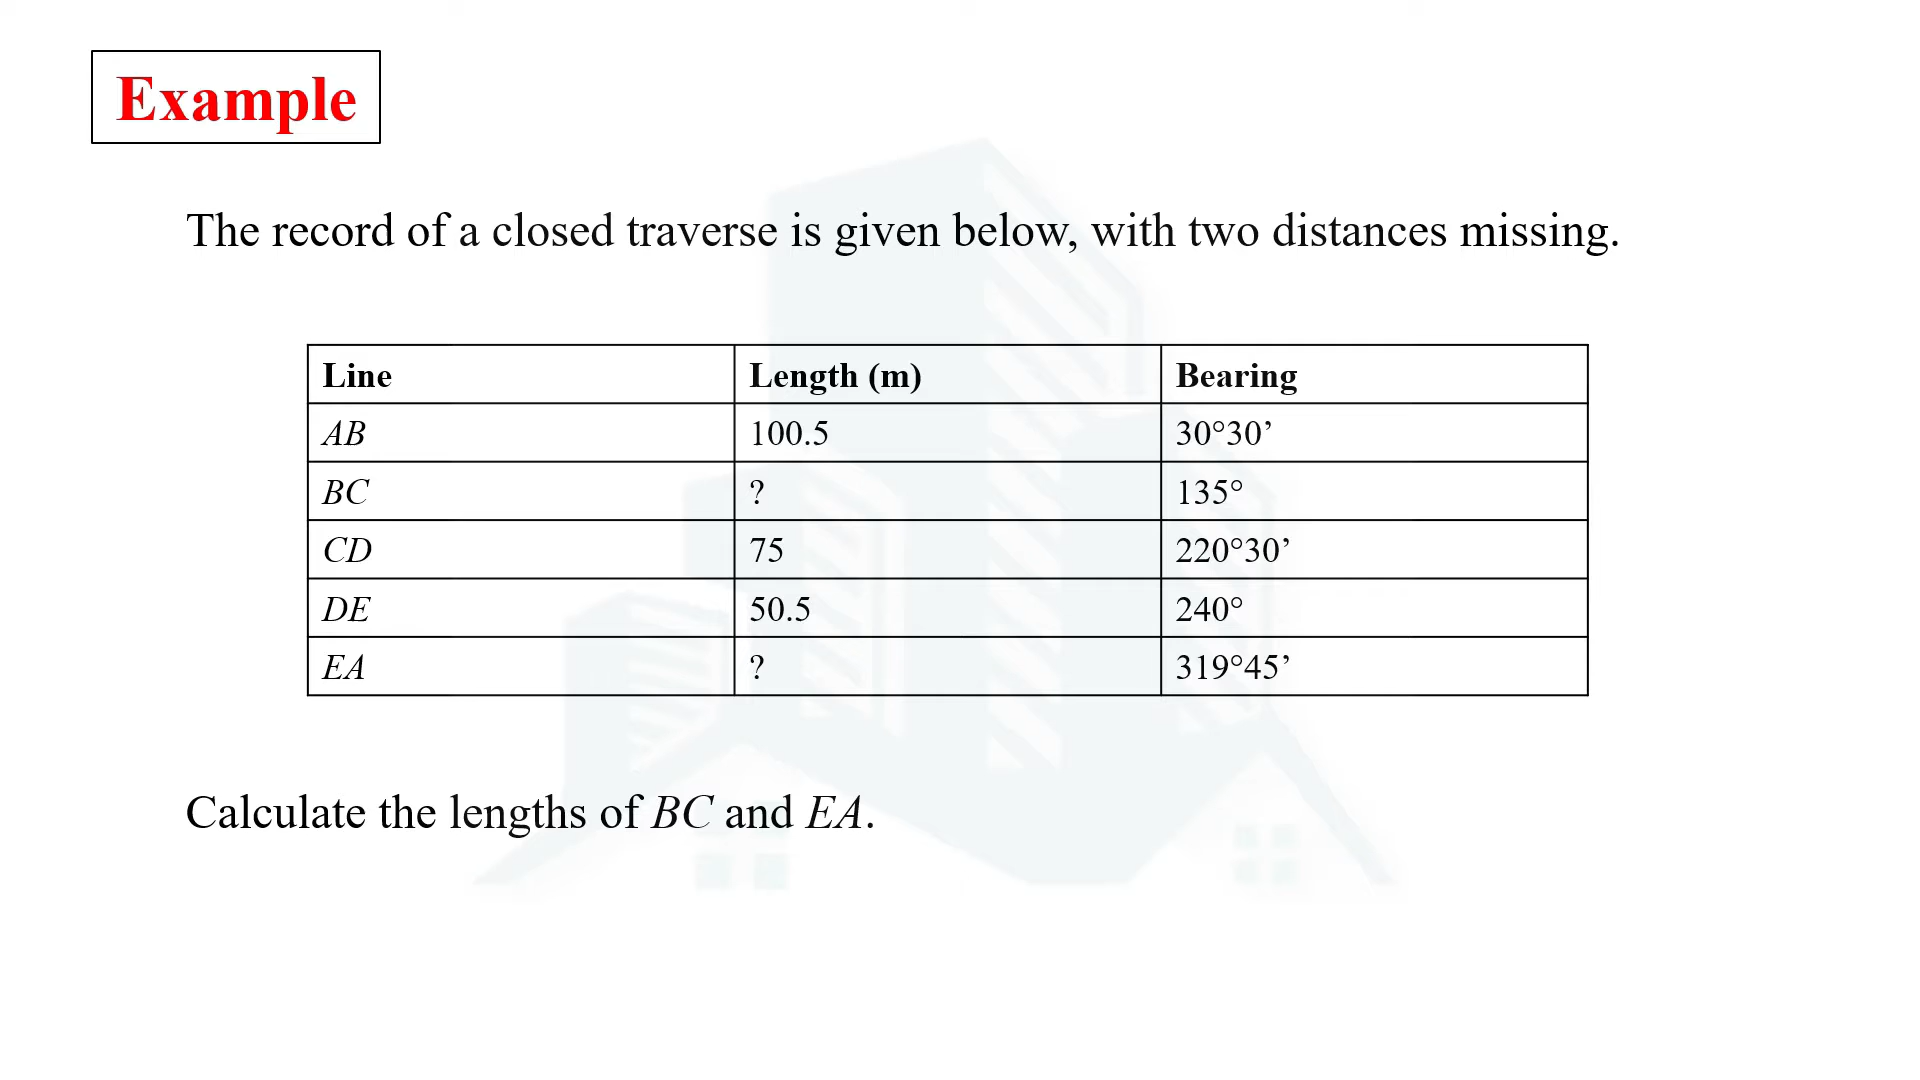 Example
The record of a closed traverse is given below, with two distances missing.
Line Length (m) Bearing
AB 100.5 30°30’
BC ? 135°
CD 75 220°30’
DE 50.5 240°
EA ? 319°45’
Calculate the lengths of BC and EA.